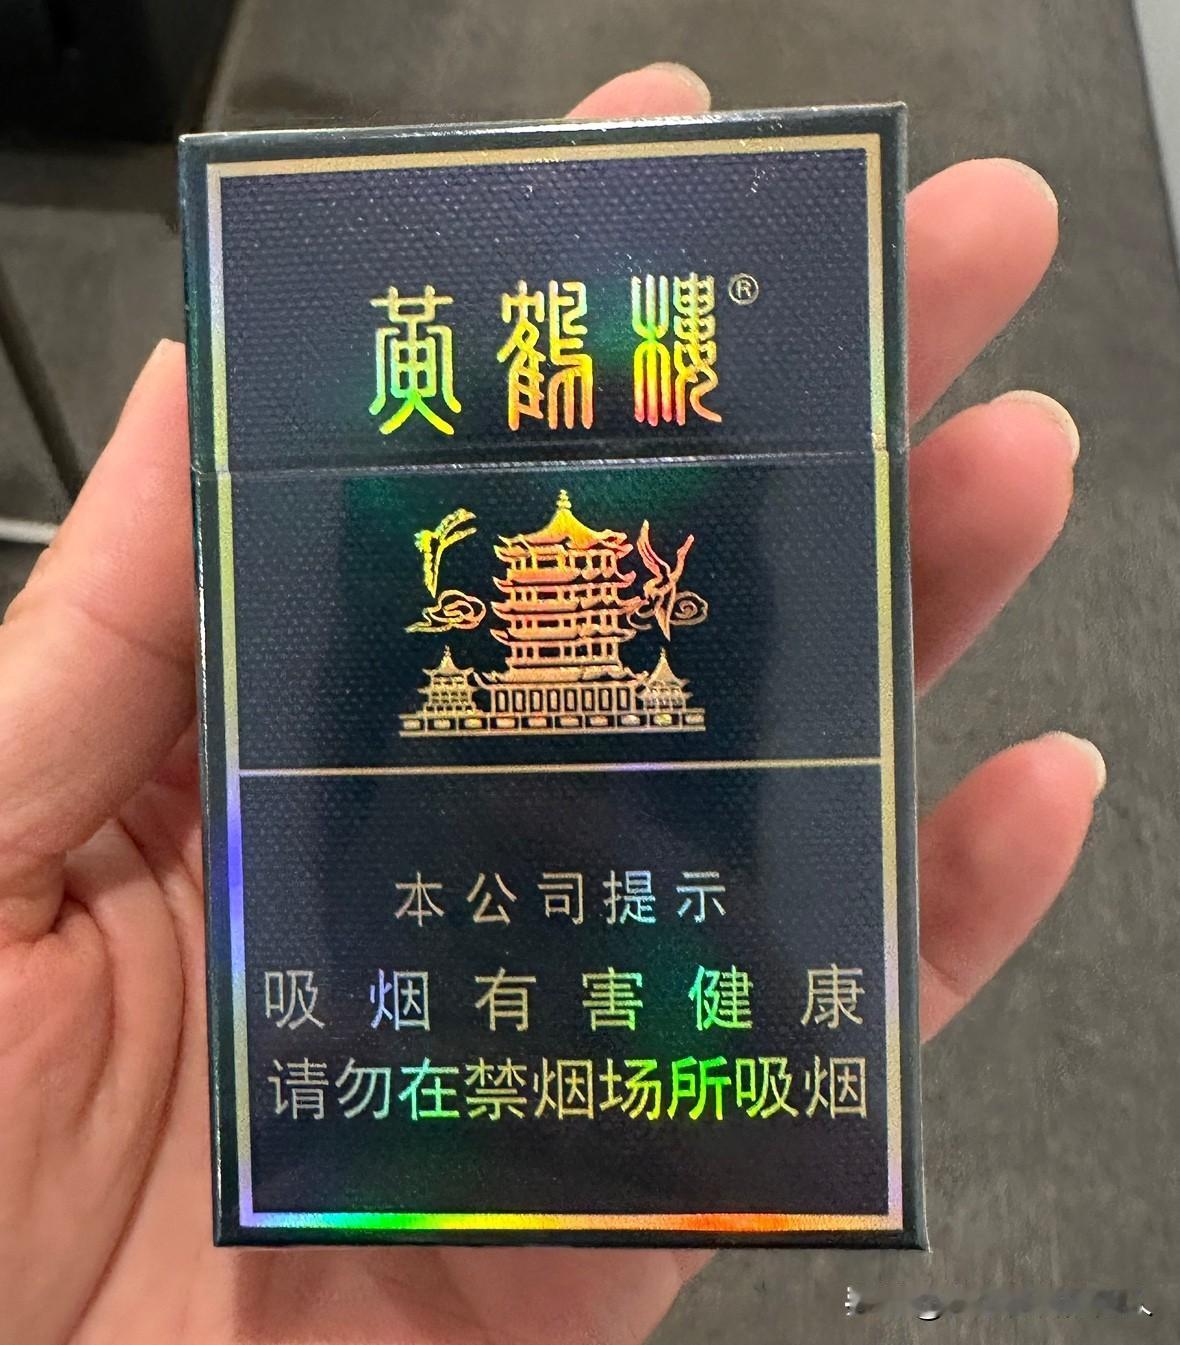 黃鶴樓®
本公司提示
吸烟有害健康
请勿在禁烟场所吸烟